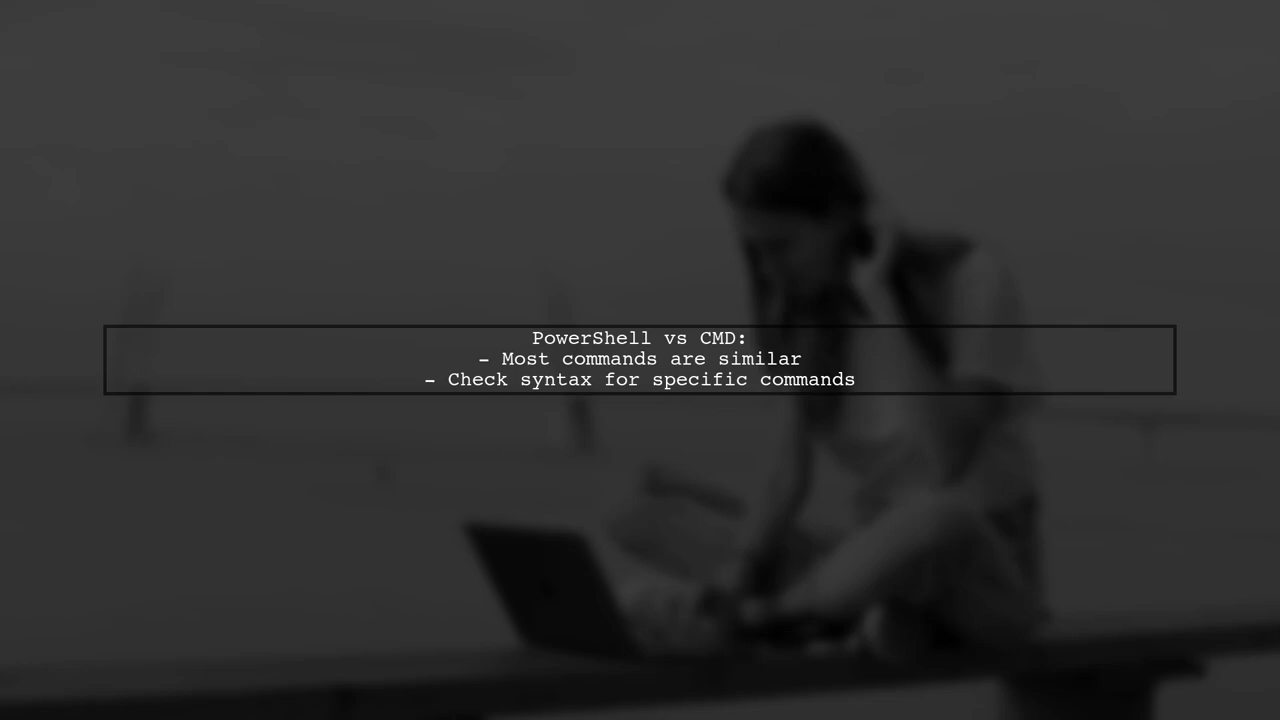 PowerShell vs CMD:
- Most commands are similar
- Check syntax for specific commands